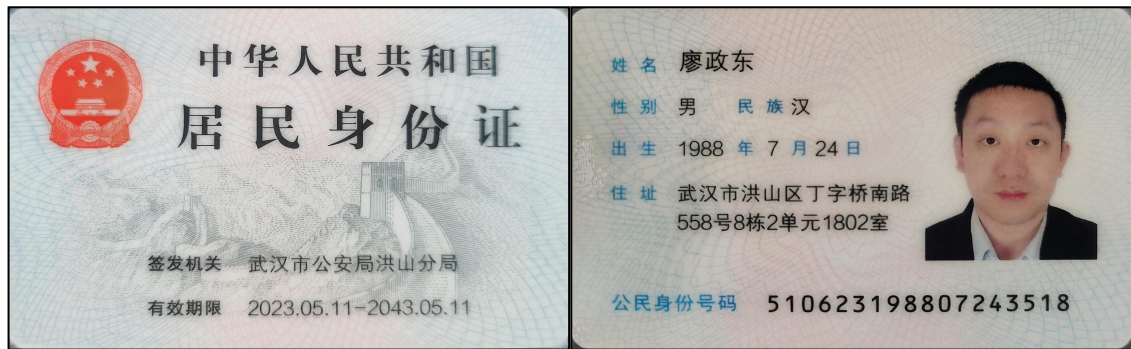 中华人民共和国
居民身份证
签发机关 武汉市公安局洪山分局
有效期限 2023.05.11-2043.05.11
姓名 廖政东
性别 男 民族 汉
出生 1988 年 7 月 24 日
住址 武汉市洪山区丁字桥南路
558号8栋2单元1802室
公民身份号码 510623198807243518